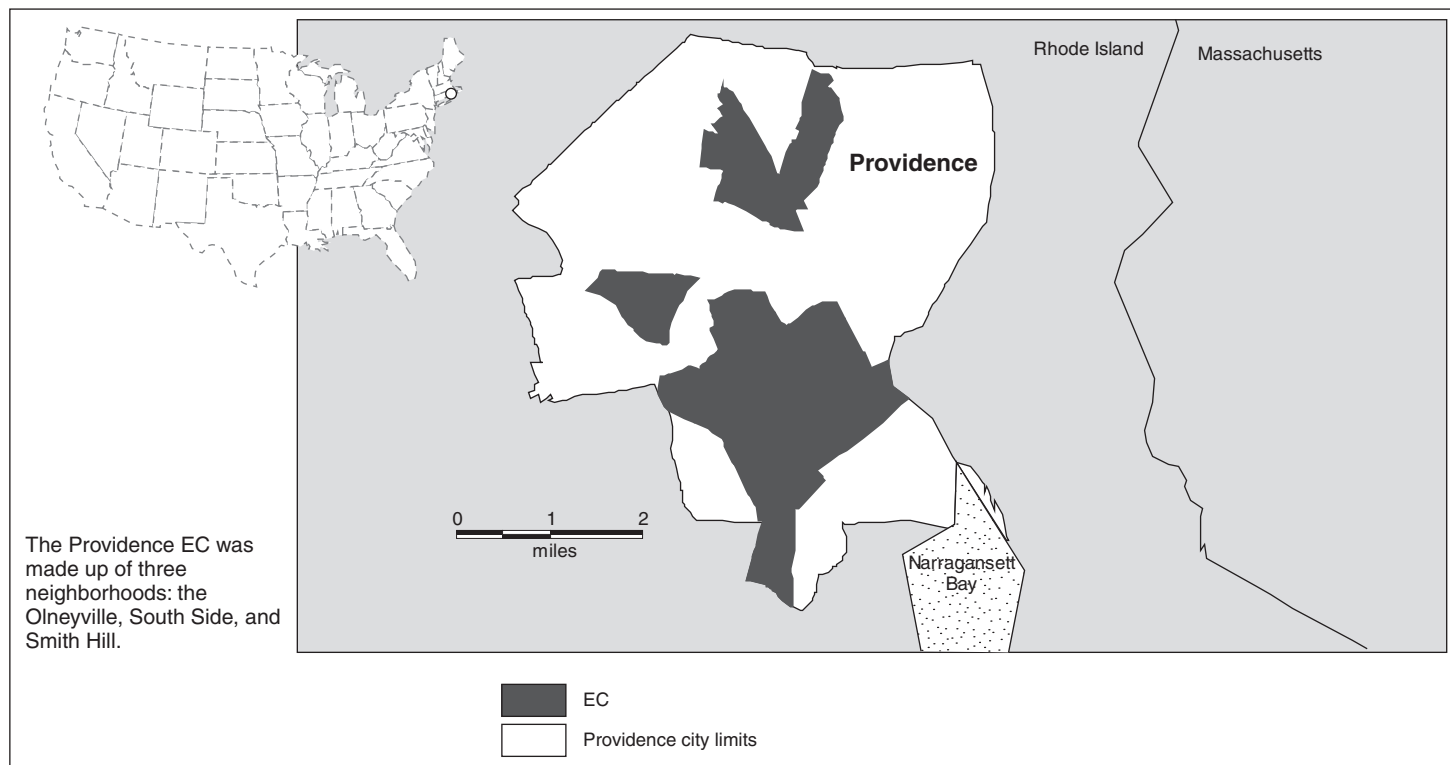 Rhode Island
Massachusetts
Providence
0 1 2
miles
Narragansett
Bay
The Providence EC was
made up of three
neighborhoods: the
Olneyville, South Side, and
Smith Hill.
EC
Providence city limits